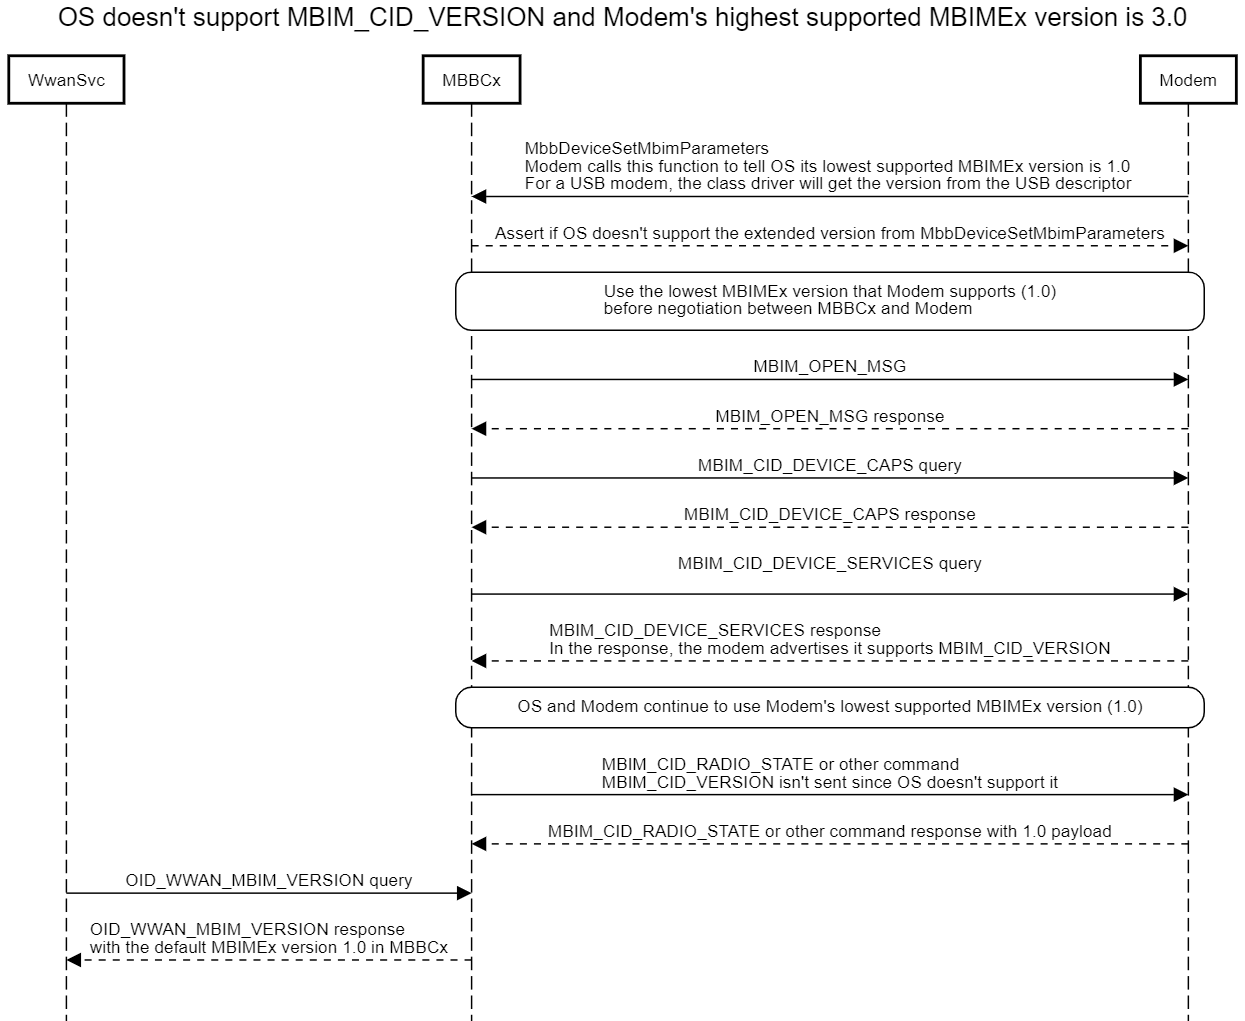 OS doesn't support MBIM_CID_VERSION and Modem's highest supported MBIMEx version is 3.0
WwanSvc
MBBCx
Modem
MbbDeviceSetMbimParameters
Modem calls this function to tell OS its lowest supported MBIMEx version is 1.0
For a USB modem, the class driver will get the version from the USB descriptor
Assert if OS doesn't support the extended version from MbbDeviceSetMbimParameters
Use the lowest MBIMEx version that Modem supports (1.0)
before negotiation between MBBCx and Modem
MBIM_OPEN_MSG
MBIM_OPEN_MSG response
MBIM_CID_DEVICE_CAPS query
MBIM_CID_DEVICE_CAPS response
MBIM_CID_DEVICE_SERVICES query
MBIM_CID_DEVICE_SERVICES response
In the response, the modem advertises it supports MBIM_CID_VERSION
OS and Modem continue to use Modem's lowest supported MBIMEx version (1.0)
MBIM_CID_RADIO_STATE or other command
MBIM_CID_VERSION isn't sent since OS doesn't support it
MBIM_CID_RADIO_STATE or other command response with 1.0 payload
OID_WWAN_MBIM_VERSION query
OID_WWAN_MBIM_VERSION response
with the default MBIMEx version 1.0 in MBBCx